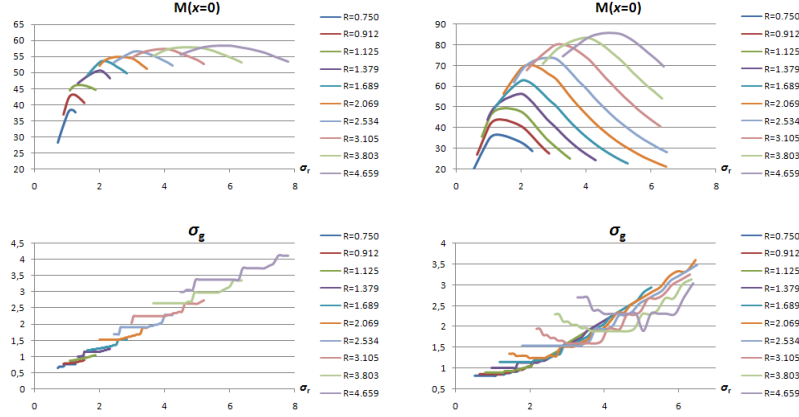 M(x=0)
65
60
55
50
45
40
35
30
25
20
0
2
4
6
8
σr
R=0.750
R=0.912
R=1.125
R=1.379
R=1.689
R=2.069
R=2.534
R=3.105
R=3.803
R=4.659
M(x=0)
90
80
70
60
50
40
30
20
0
2
4
6
σr
R=0.750
R=0.912
R=1.125
R=1.379
R=1.689
R=2.069
R=2.534
R=3.105
R=3.803
R=4.659
σg
4,5
4
3,5
3
2,5
2
1,5
1
0,5
0
0
2
4
6
8
σr
R=0.750
R=0.912
R=1.125
R=1.379
R=1.689
R=2.069
R=2.534
R=3.105
R=3.803
R=4.659
σg
4
3,5
3
2,5
2
1,5
1
0,5
0
2
4
6
σr
R=0.750
R=0.912
R=1.125
R=1.379
R=1.689
R=2.069
R=2.534
R=3.105
R=3.803
R=4.659